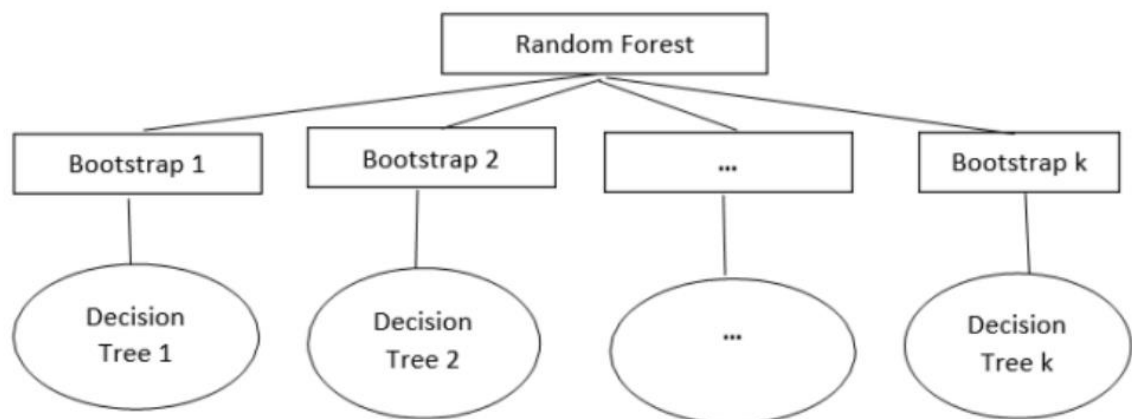 Random Forest
Bootstrap 1
Bootstrap 2
...
Bootstrap k
Decision
Tree 1
Decision
Tree 2
...
Decision
Tree k